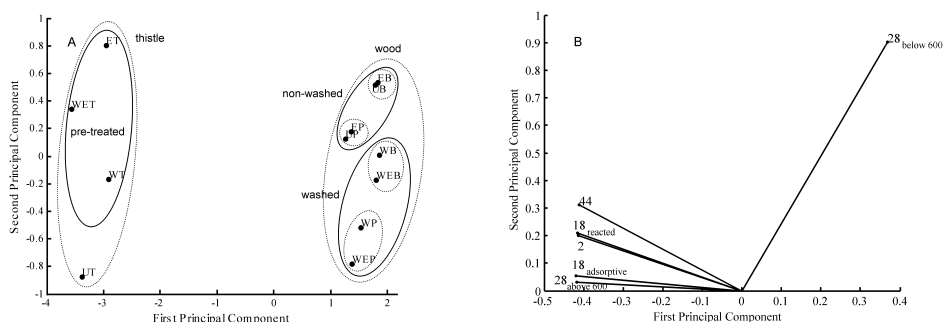 A
thistle
wood
ET
WET
pre-treated
WT
UT
non-washed
EB
UB
EP
UP
WB
WEB
washed
WP
WEP
1
0.8
0.6
0.4
0.2
0
-0.2
-0.4
-0.6
-0.8
-1
-4 -3 -2 -1 0 1 2
Second Principal Component
First Principal Component
B
28 below 600
44
18 reacted
2
18 adsorptive
28 above 600
1
0.9
0.8
0.7
0.6
0.5
0.4
0.3
0.2
0.1
0
-0.5 -0.4 -0.3 -0.2 -0.1 0 0.1 0.2 0.3 0.4
Second Principal Component
First Principal Component